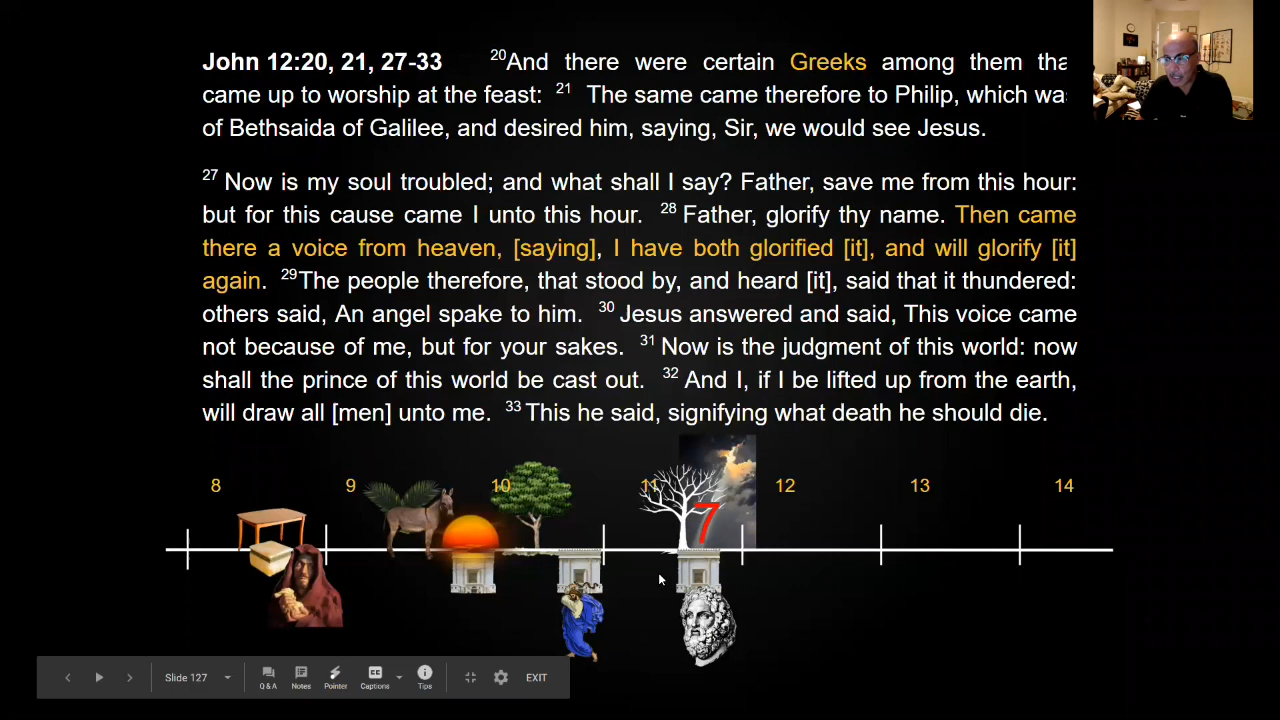 John 12:20, 21, 27-33 20And there were certain Greeks among them tha
came up to worship at the feast: 21 The same came therefore to Philip, which wa
of Bethsaida of Galilee, and desired him, saying, Sir, we would see Jesus.
27 Now is my soul troubled; and what shall I say? Father, save me from this hour:
but for this cause came I unto this hour. 28 Father, glorify thy name. Then came
there a voice from heaven, [saying], I have both glorified [it], and will glorify [it]
again. 29The people therefore, that stood by, and heard [it], said that it thundered:
others said, An angel spake to him. 30 Jesus answered and said, This voice came
not because of me, but for your sakes. 31 Now is the judgment of this world: now
shall the prince of this world be cast out. 32 And I, if I be lifted up from the earth,
will draw all [men] unto me. 33 This he said, signifying what death he should die.
8 9 10 11 12 13 14
7
Slide 127 Q & A Notes Pointer Captions Tips EXIT